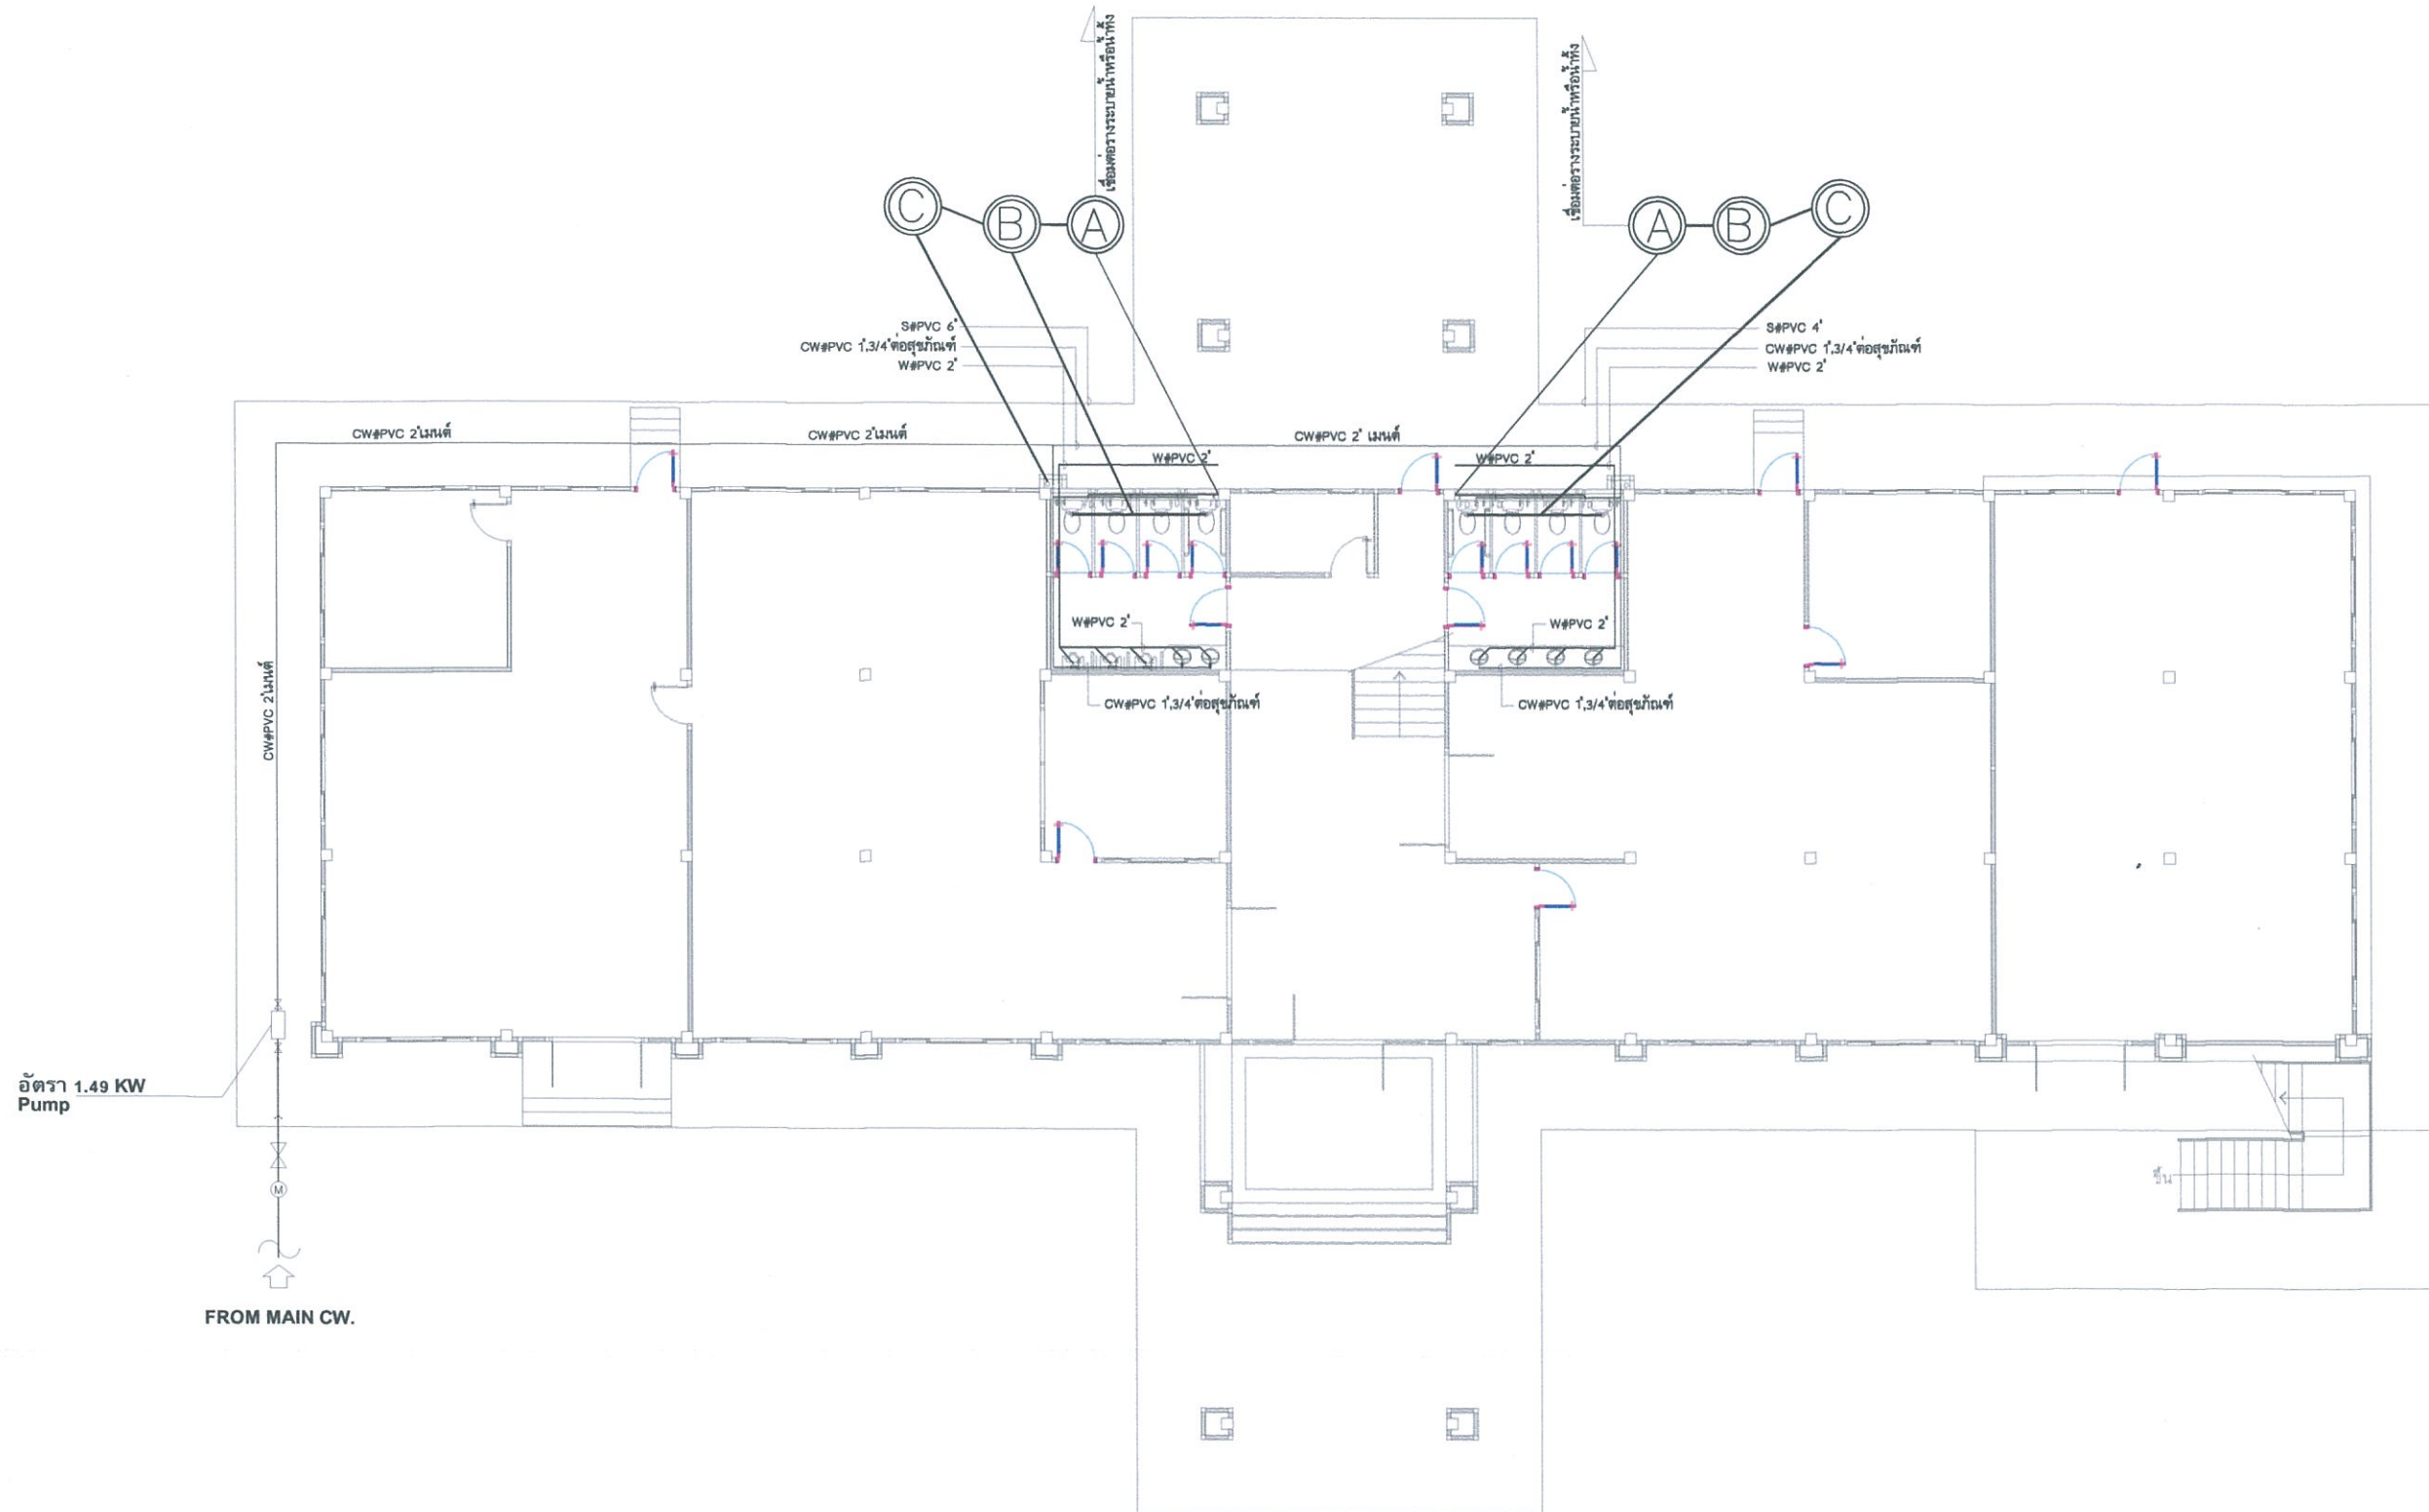 เชื่อมต่อรางระบายน้ำหรือน้ำทิ้ง
เชื่อมต่อรางระบายน้ำหรือน้ำทิ้ง
C
B
A
A
B
C
S#PVC 6"
CW#PVC 1",3/4"ต่อสุขภัณฑ์
W#PVC 2"
S#PVC 4"
CW#PVC 1",3/4"ต่อสุขภัณฑ์
W#PVC 2"
CW#PVC 2"เมนต์
CW#PVC 2"เมนต์
CW#PVC 2" เมนต์
W#PVC 2"
W#PVC 2"
W#PVC 2"
W#PVC 2"
CW#PVC 2"เมนต์
CW#PVC 1",3/4"ต่อสุขภัณฑ์
CW#PVC 1",3/4"ต่อสุขภัณฑ์
อัตรา 1.49 KW
Pump
M
ขึ้น
FROM MAIN CW.